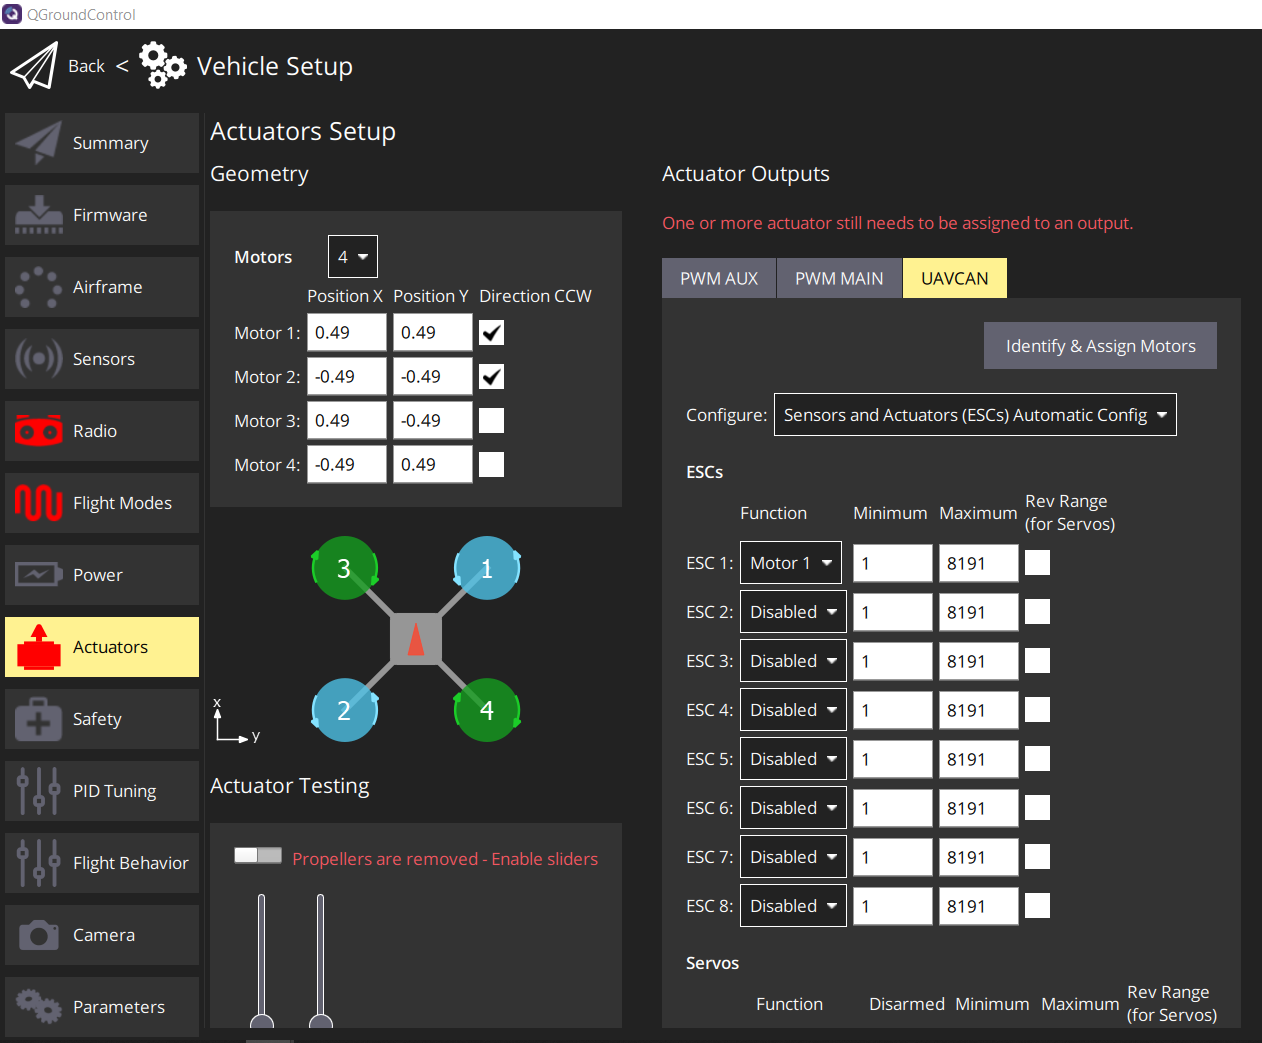 QGroundControl
Back < Vehicle Setup
Summary
Firmware
Airframe
Sensors
Radio
Flight Modes
Power
Actuators
Safety
PID Tuning
Flight Behavior
Camera
Parameters
Actuators Setup
Geometry
Motors 4
Position X Position Y Direction CCW
Motor 1: 0.49 0.49
Motor 2: -0.49 -0.49
Motor 3: 0.49 -0.49
Motor 4: -0.49 0.49
3 1
2 4
x
y
Actuator Testing
Propellers are removed - Enable sliders
Actuator Outputs
One or more actuator still needs to be assigned to an output.
PWM AUX PWM MAIN UAVCAN
Identify & Assign Motors
Configure: Sensors and Actuators (ESCs) Automatic Config
ESCs
Function Minimum Maximum Rev Range
(for Servos)
ESC 1: Motor 1 1 8191
ESC 2: Disabled 1 8191
ESC 3: Disabled 1 8191
ESC 4: Disabled 1 8191
ESC 5: Disabled 1 8191
ESC 6: Disabled 1 8191
ESC 7: Disabled 1 8191
ESC 8: Disabled 1 8191
Servos
Function Disarmed Minimum Maximum Rev Range
(for Servos)